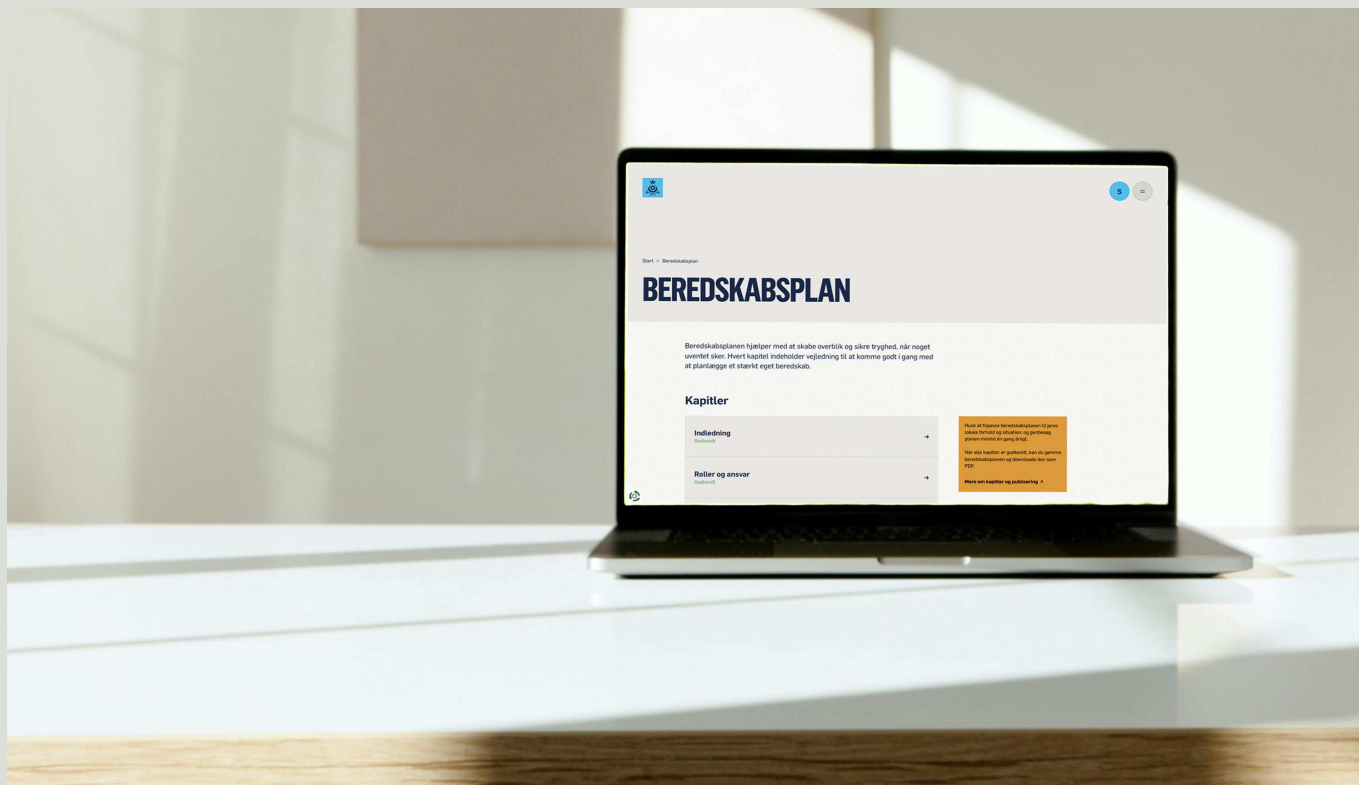 S
Start > Beredskabsplan
BEREDSKABSPLAN
Beredskabsplanen hjælper med at skabe overblik og sikre tryghed, når noget
uventet sker. Hvert kapitel indeholder vejledning til at komme godt i gang med
at planlægge et stærkt eget beredskab.
Kapitler
Indledning
Godkendt
→
Roller og ansvar
Godkendt
→
Husk at tilpasse beredskabsplanen til jeres
lokale forhold og situation, og genbesøg
planen mindst én gang årligt.
Når alle kapitler er godkendt, kan du gemme
beredskabsplanen og downloade den som
PDF.
Mere om kapitler og publicering ↗